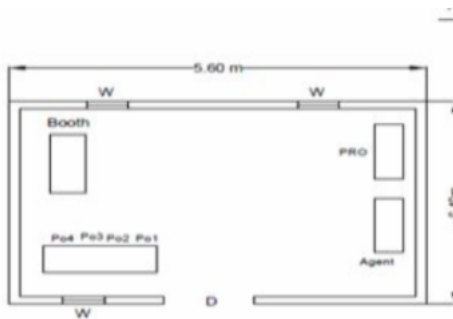 5.60 m
W W
Booth
PRO
Po4 Po3 Po2 Po1
Agent
W D